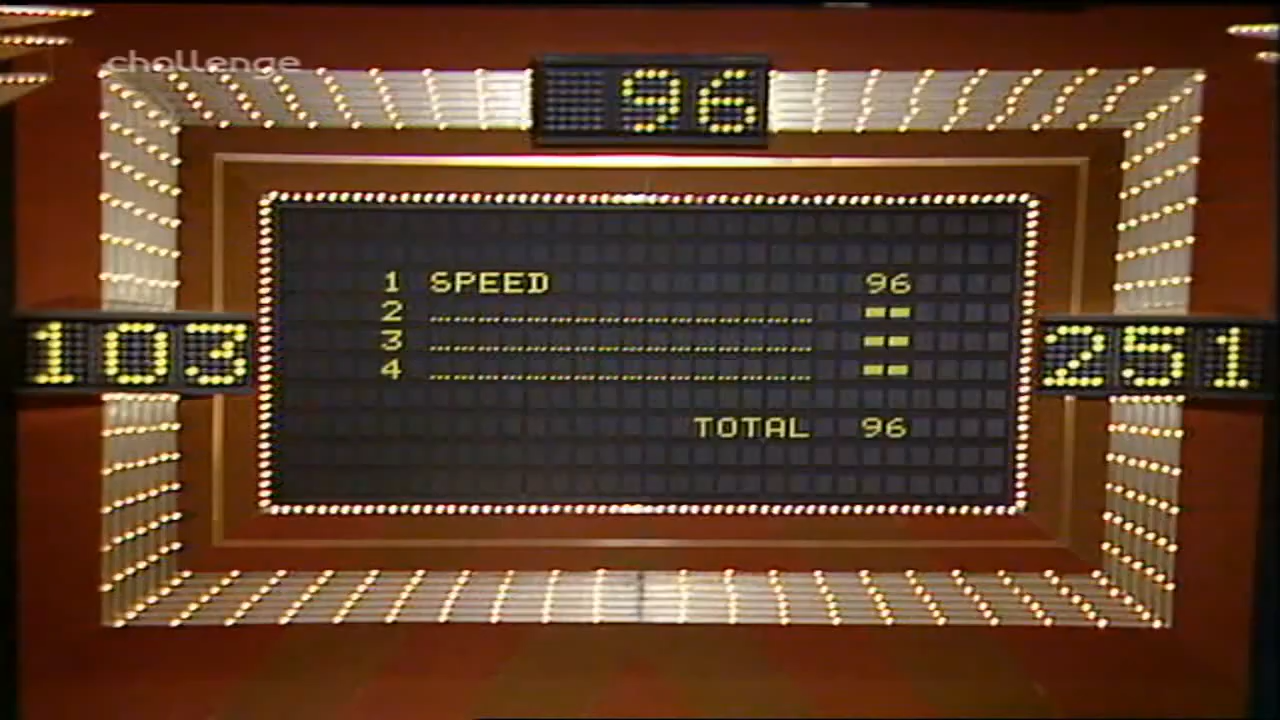 challenge
96
1 SPEED 96
2 ................................ --
3 ................................ --
4 ................................ --
TOTAL 96
103
251